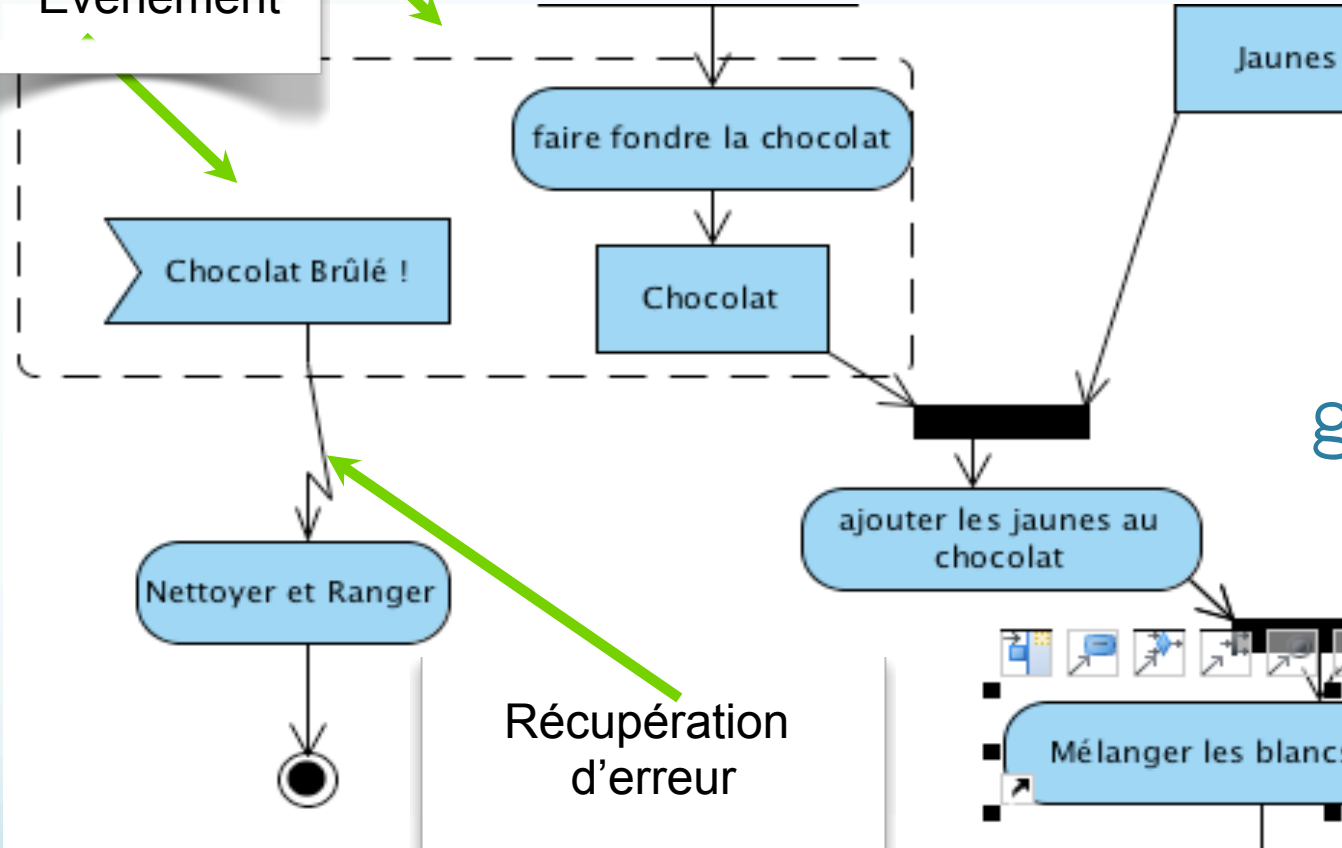 Evénement
Jaunes
faire fondre la chocolat
Chocolat Brûlé !
Chocolat
g
ajouter les jaunes au
chocolat
Nettoyer et Ranger
Récupération
d’erreur
Mélanger les blancs